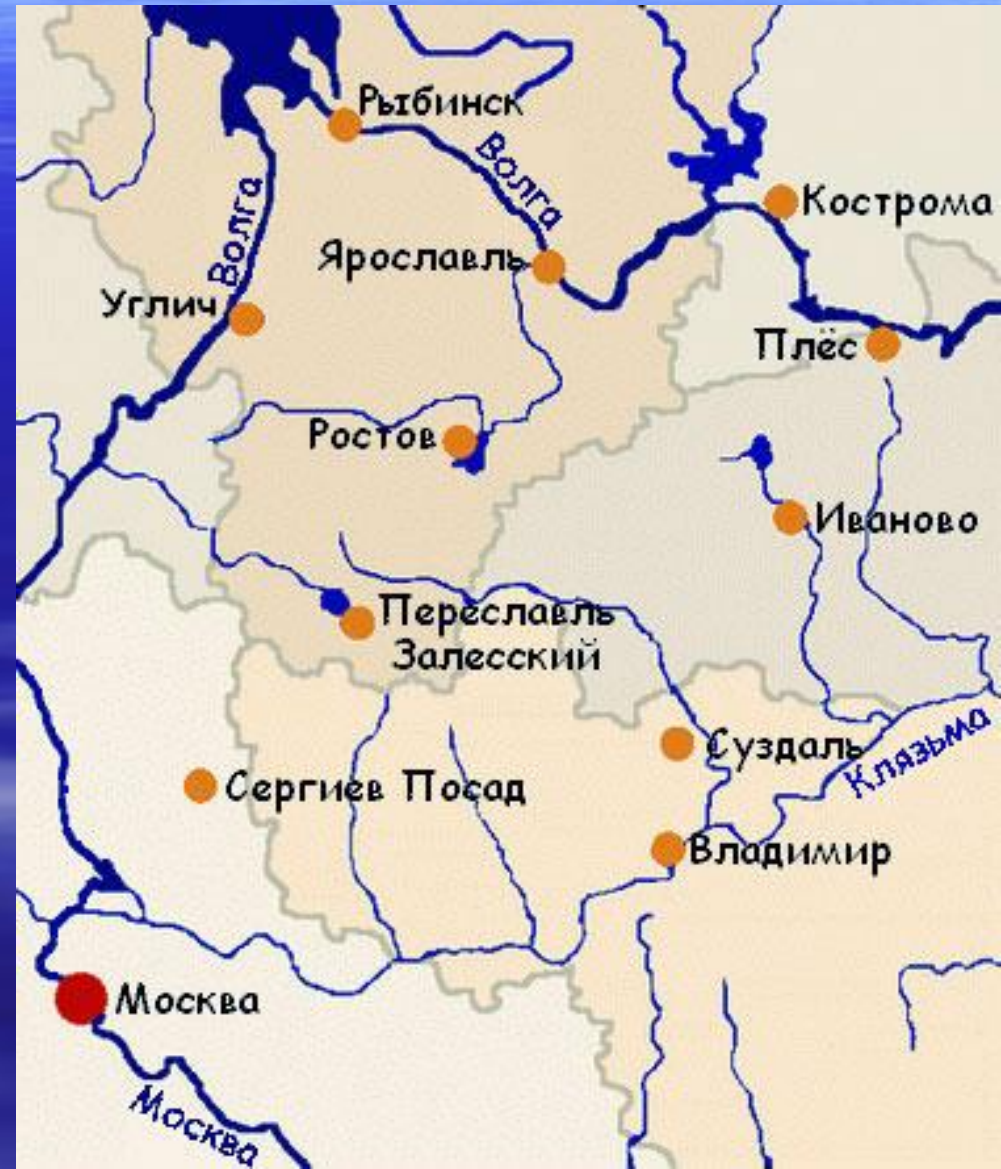 Рыбинск
Волга
Волга
Кострома
Ярославль
Углич
Плёс
Ростов
Иваново
Переславль
Залесский
Суздаль
Клязьма
Сергиев Посад
Владимир
Москва
Москва